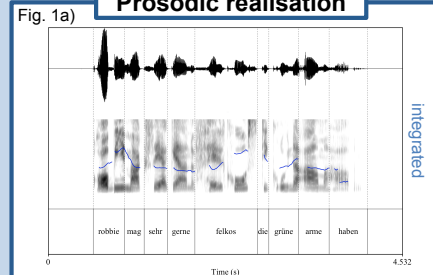 Prosodic realisation
Fig. 1a)
integrated
robbie mag sehr gerne felkos die grüne arme haben
0 4.532
Time (s)